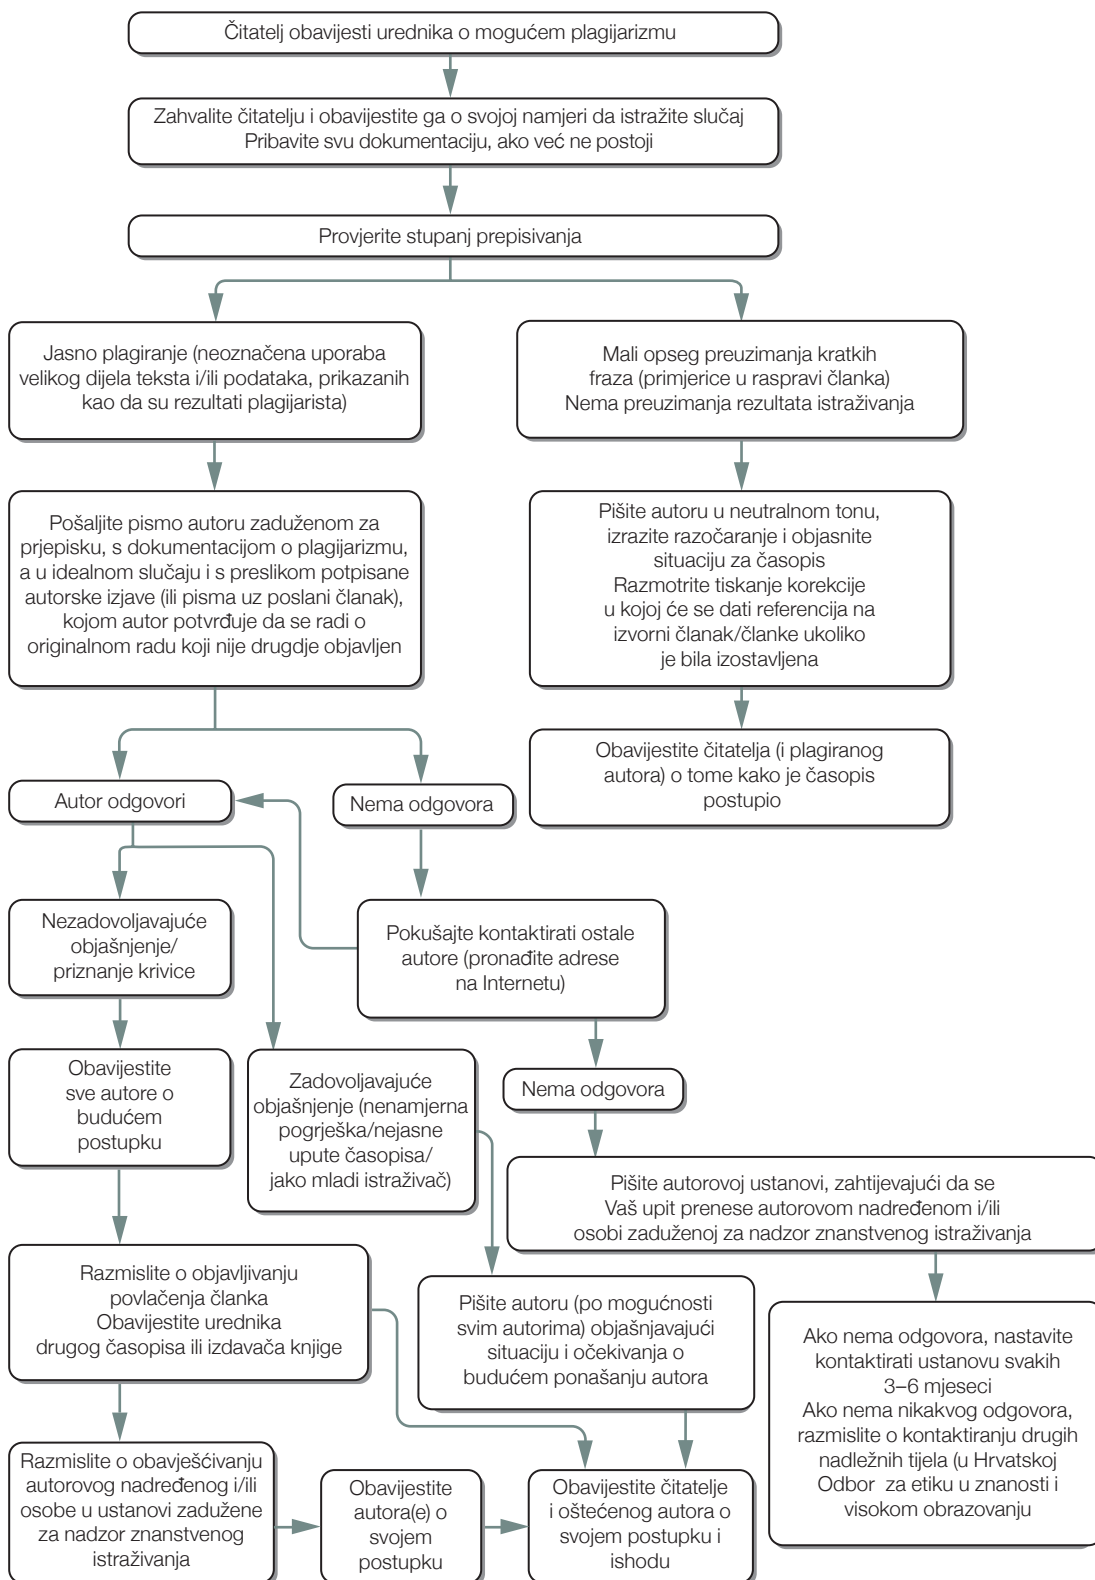 Čitatelj obavijesti urednika o mogućem plagijarizmu
Zahvalite čitatelju i obavijestite ga o svojoj namjeri da istražite slučaj
Pribavite svu dokumentaciju, ako već ne postoji
Provjerite stupanj prepisivanja
Jasno plagiranje (neoznačena uporaba
velikog dijela teksta i/ili podataka, prikazanih
kao da su rezultati plagijarista)
Mali opseg preuzimanja kratkih
fraza (primjerice u raspravi članka)
Nema preuzimanja rezultata istraživanja
Pošaljite pismo autoru zaduženom za
prjepisku, s dokumentacijom o plagijarizmu,
a u idealnom slučaju i s preslikom potpisane
autorske izjave (ili pisma uz poslani članak),
kojom autor potvrđuje da se radi o
originalnom radu koji nije drugdje objavljen
Pišite autoru u neutralnom tonu,
izrazite razočaranje i objasnite
situaciju za časopis
Razmotrite tiskanje korekcije
u kojoj će se dati referencija na
izvorni članak/članke ukoliko
je bila izostavljena
Obavijestite čitatelja (i plagiranog
autora) o tome kako je časopis
postupio
Autor odgovori
Nema odgovora
Nezadovoljavajuće
objašnjenje/
priznanje krivice
Pokušajte kontaktirati ostale
autore (pronađite adrese
na Internetu)
Obavijestite
sve autore o
budućem
postupku
Zadovoljavajuće
objašnjenje (nenamjerna
pogrješka/nejasne
upute časopisa/
jako mladi istraživač)
Nema odgovora
Pišite autorovoj ustanovi, zahtijevajući da se
Vaš upit prenese autorovom nadređenom i/ili
osobi zaduženoj za nadzor znanstvenog istraživanja
Razmislite o objavljivanju
povlačenja članka
Obavijestite urednika
drugog časopisa ili izdavača knjige
Pišite autoru (po mogućnosti
svim autorima) objašnjavajući
situaciju i očekivanja o
budućem ponašanju autora
Ako nema odgovora, nastavite
kontaktirati ustanovu svakih
3–6 mjeseci
Ako nema nikakvog odgovora,
razmislite o kontaktiranju drugih
nadležnih tijela (u Hrvatskoj
Odbor za etiku u znanosti i
visokom obrazovanju
Razmislite o obavješćivanju
autorovog nadređenog i/ili
osobe u ustanovi zadužene
za nadzor znanstvenog
istraživanja
Obavijestite
autora(e) o
svojem
postupku
Obavijestite čitatelje
i oštećenog autora o
svojem postupku i
ishodu